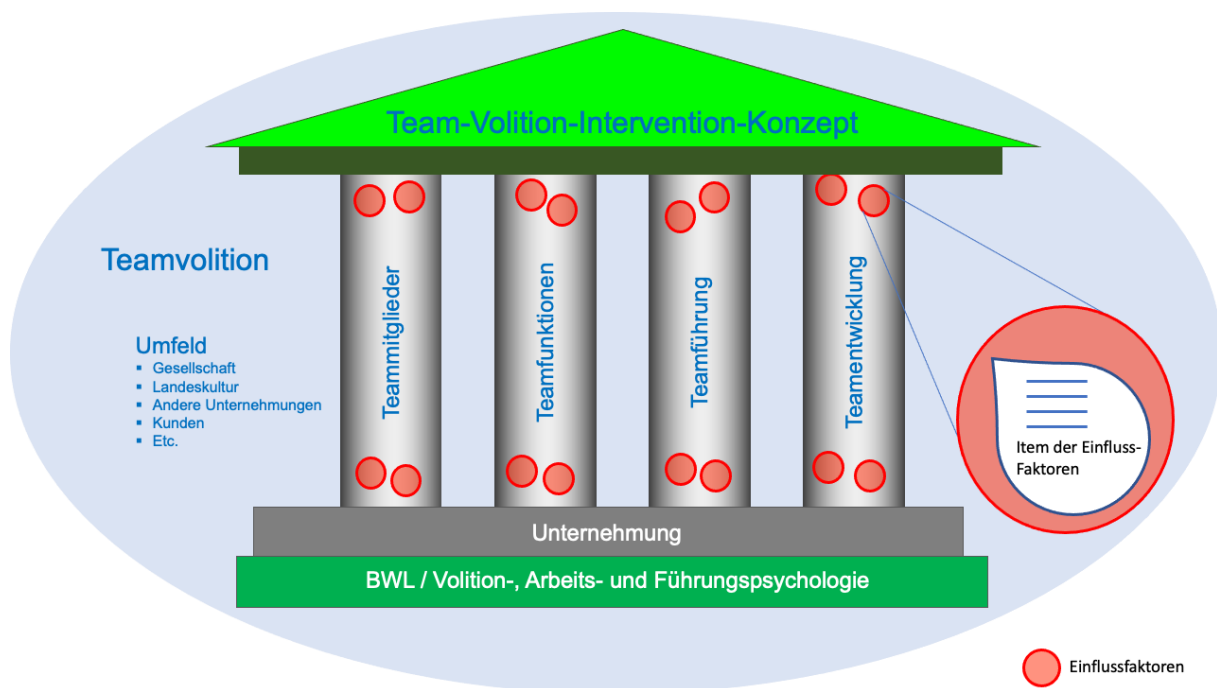 Team-Volition-Intervention-Konzept
Teamvolition
Umfeld
▪ Gesellschaft
▪ Landeskultur
▪ Andere Unternehmungen
▪ Kunden
▪ Etc.
Teammitglieder
Teamfunktionen
Teamführung
Teamentwicklung
Item der Einfluss-
Faktoren
Unternehmung
BWL / Volition-, Arbeits- und Führungspsychologie
Einflussfaktoren